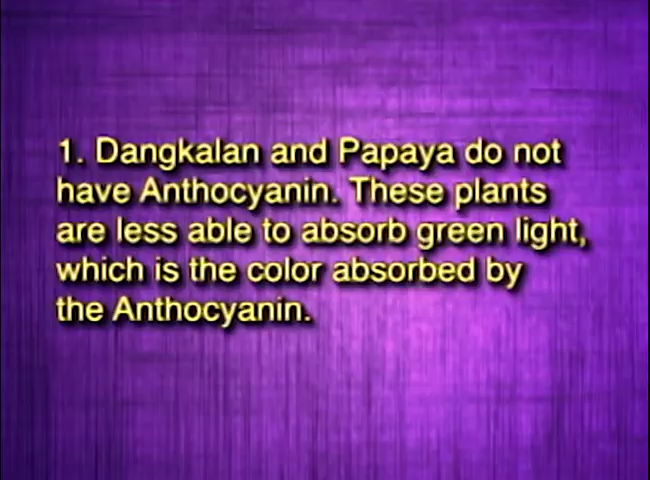 1. Dangkalan and Papaya do not
have Anthocyanin. These plants
are less able to absorb green light,
which is the color absorbed by
the Anthocyanin.